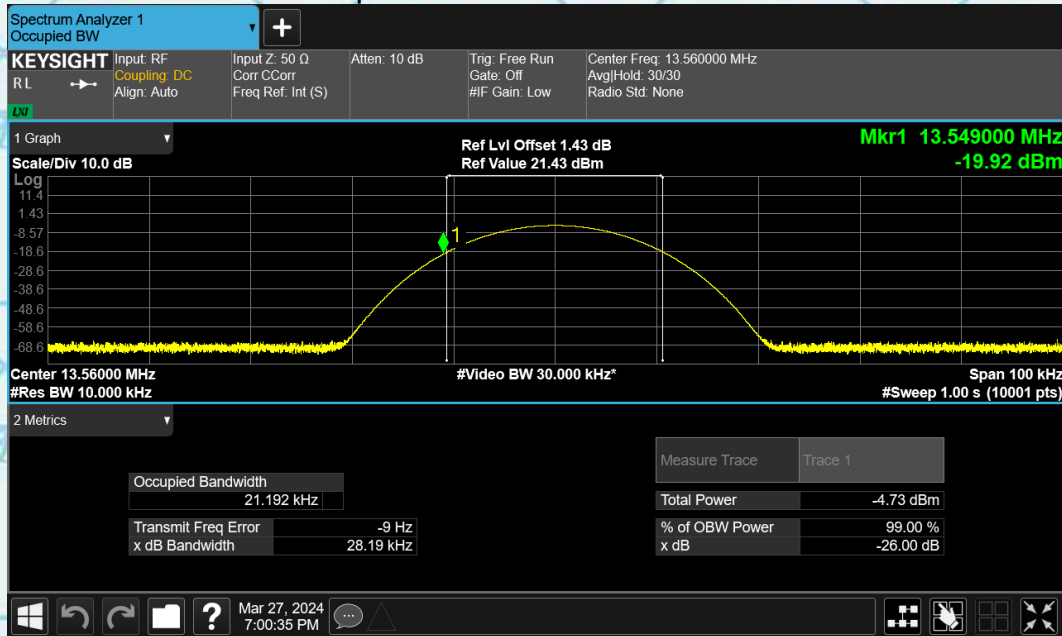 Spectrum Analyzer 1
Occupied BW
+
KEYSIGHT
RL
LXI
Input: RF
Coupling: DC
Align: Auto
Input Z: 50 Ω
Corr CCorr
Freq Ref: Int (S)
Atten: 10 dB
Trig: Free Run
Gate: Off
#IF Gain: Low
Center Freq: 13.560000 MHz
Avg|Hold: 30/30
Radio Std: None
1 Graph
Scale/Div 10.0 dB
Ref Lvl Offset 1.43 dB
Ref Value 21.43 dBm
Mkr1 13.549000 MHz
-19.92 dBm
Log
11.4
1.43
-8.57
-18.6
-28.6
-38.6
-48.6
-58.6
-68.6
1
Center 13.56000 MHz
#Res BW 10.000 kHz
#Video BW 30.000 kHz*
Span 100 kHz
#Sweep 1.00 s (10001 pts)
2 Metrics
Occupied Bandwidth
21.192 kHz
Transmit Freq Error -9 Hz
x dB Bandwidth 28.19 kHz
Measure Trace Trace 1
Total Power -4.73 dBm
% of OBW Power 99.00 %
x dB -26.00 dB
?
Mar 27, 2024
7:00:35 PM